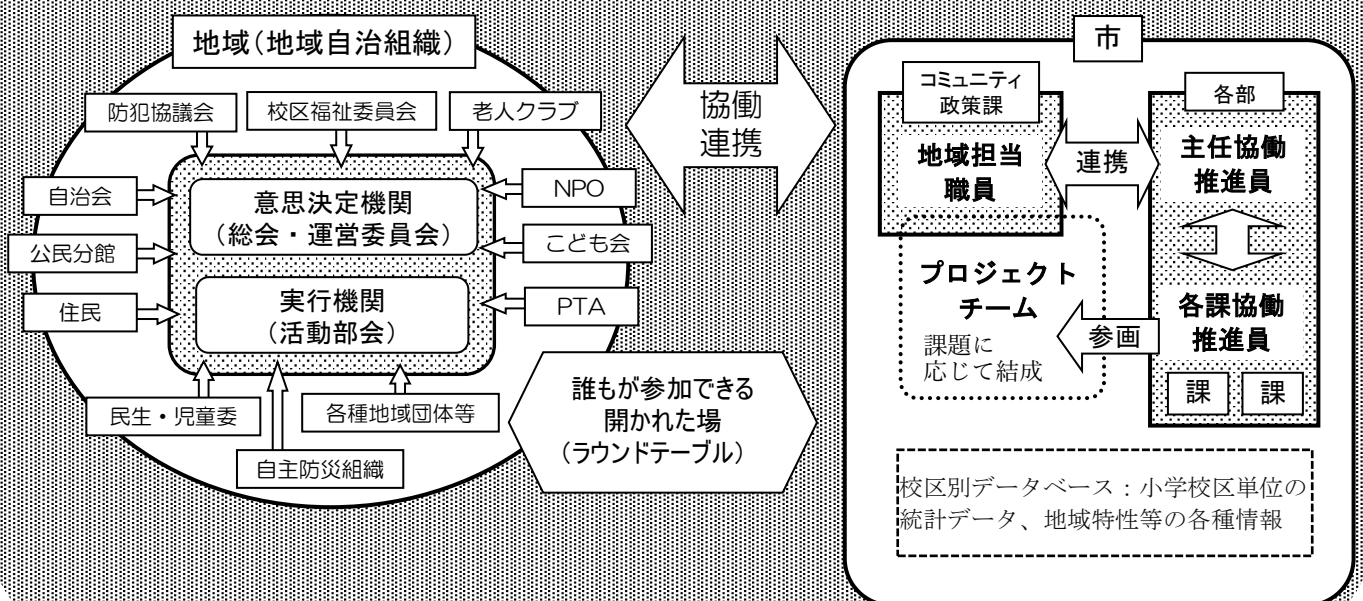 地域（地域自治組織）
防犯協議会
校区福祉委員会
老人クラブ
自治会
公民分館
住民
意思決定機関
（総会・運営委員会）
実行機関
（活動部会）
NPO
こども会
PTA
民生・児童委
自主防災組織
各種地域団体等
協働
連携
誰もが参加できる
開かれた場
（ラウンドテーブル）
市
コミュニティ
政策課
地域担当
職員
連携
各部
主任協働
推進員
プロジェクト
チーム
課題に
応じて結成
参画
各課協働
推進員
課
課
校区別データベース：小学校区単位の
統計データ、地域特性等の各種情報